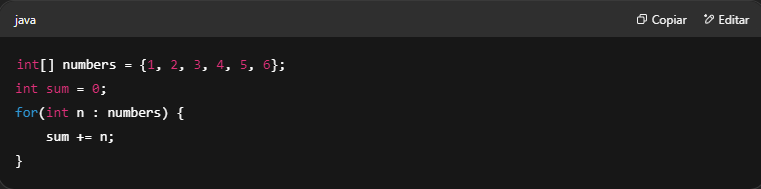 java Copiar Editar
int[] numbers = {1, 2, 3, 4, 5, 6};
int sum = 0;
for(int n : numbers) {
    sum += n;
}